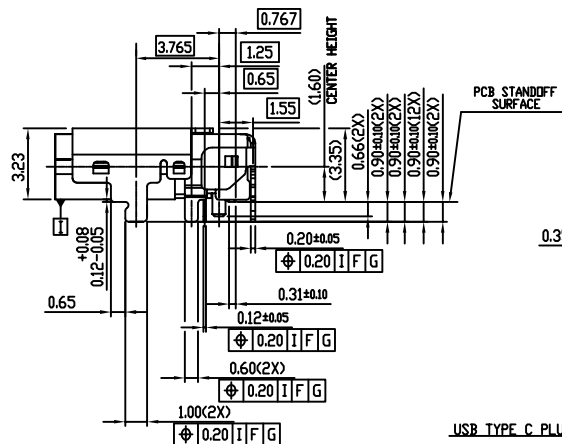 0.767
3.765
1.25
0.65
1.55
(1.60)
CENTER HEIGHT
PCB STANDOFF
SURFACE
3.23
(3.35)
0.66(2X)
0.90±0.10(2X)
0.90±0.10(2X)
0.90±0.10(12X)
0.90±0.10(2X)
I
+0.08
0.12-0.05
0.20±0.05
⌖ 0.20 I F G
0.65
0.31±0.10
0.12±0.05
⌖ 0.20 I F G
0.60(2X)
⌖ 0.20 I F G
1.00(2X)
⌖ 0.20 I F G
USB TYPE C PLU